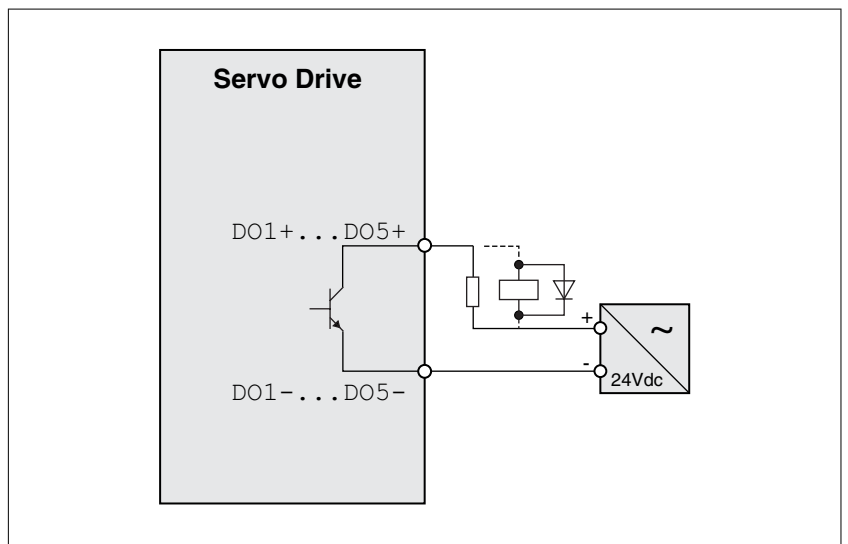 Servo Drive
DO1+...DO5+
+
~
-
24Vdc
DO1-...DO5-